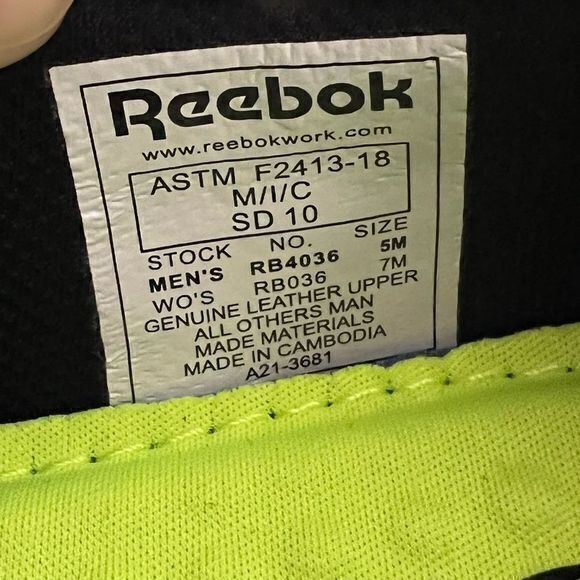 Reebok
www.reebokwork.com
ASTM F2413-18
M/I/C
SD 10
STOCK NO. SIZE
MEN'S RB4036 5M
WO'S RB036 7M
GENUINE LEATHER UPPER
ALL OTHERS MAN
MADE MATERIALS
MADE IN CAMBODIA
A21-3681